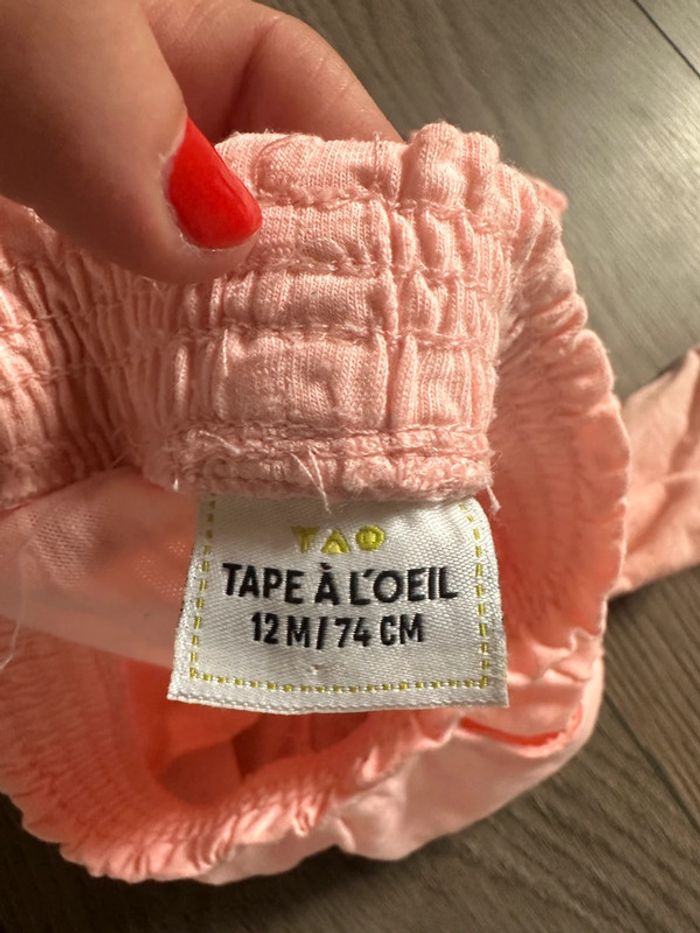 TAO
TAPE À L'OEIL
12 M / 74 CM